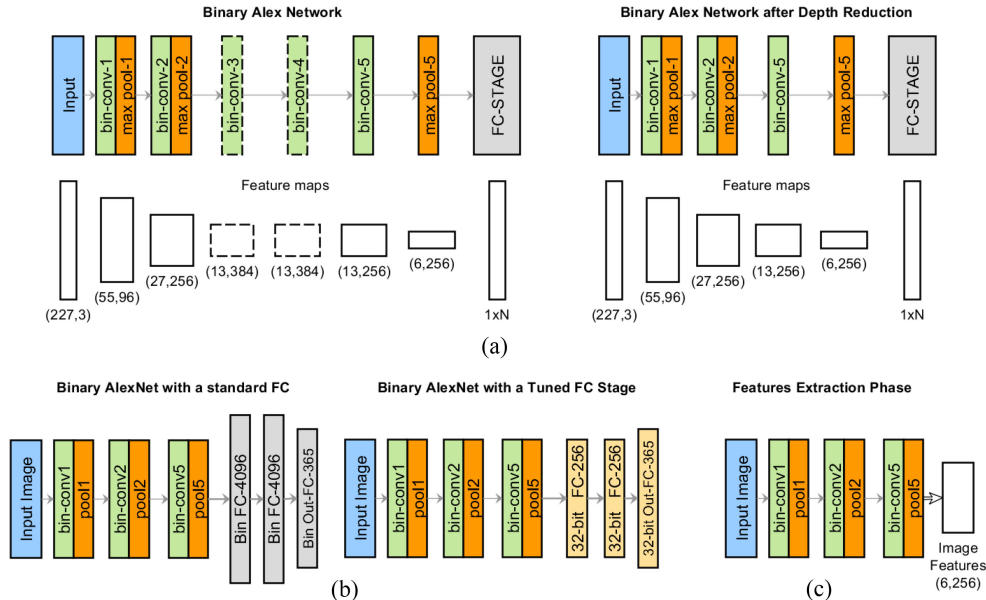 Binary Alex Network
Input
bin-conv-1
max pool-1
bin-conv-2
max pool-2
bin-conv-3
bin-conv-4
bin-conv-5
max pool-5
FC-STAGE
Feature maps
(227,3)
(55,96)
(27,256)
(13,384)
(13,384)
(13,256)
(6,256)
1xN
Binary Alex Network after Depth Reduction
Input
bin-conv-1
max pool-1
bin-conv-2
max pool-2
bin-conv-5
max pool-5
FC-STAGE
Feature maps
(227,3)
(55,96)
(27,256)
(13,256)
(6,256)
1xN
(a)
Binary AlexNet with a standard FC
Input Image
bin-conv1
pool1
bin-conv2
pool2
bin-conv5
pool5
Bin FC-4096
Bin FC-4096
Bin Out-FC-365
Binary AlexNet with a Tuned FC Stage
Input Image
bin-conv1
pool1
bin-conv2
pool2
bin-conv5
pool5
32-bit FC-256
32-bit FC-256
32-bit Out-FC-365
(b)
Features Extraction Phase
Input Image
bin-conv1
pool1
bin-conv2
pool2
bin-conv5
pool5
Image
Features
(6,256)
(c)